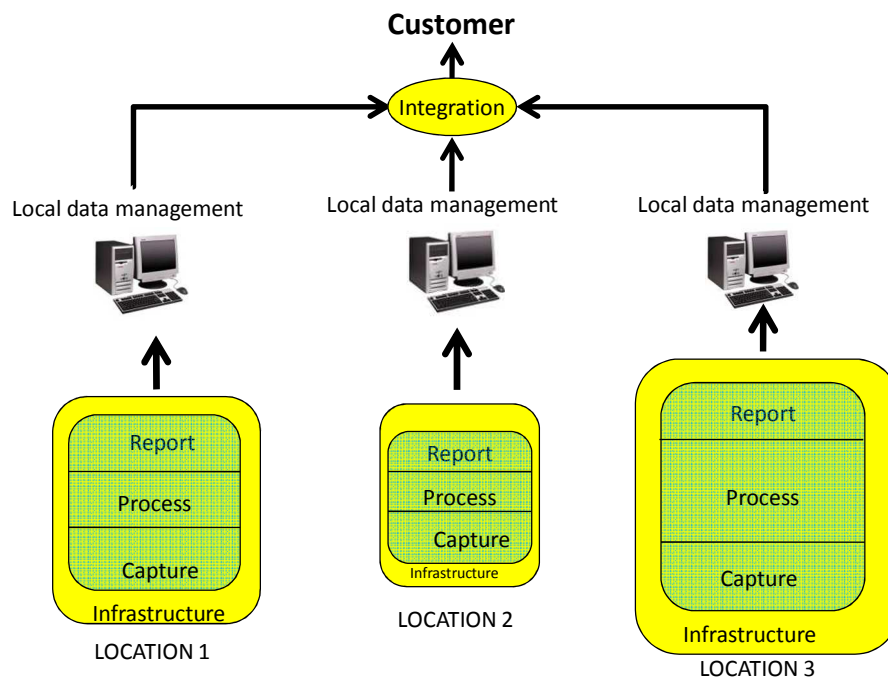 Customer
Integration
Local data management
Local data management
Local data management
Report
Process
Capture
Infrastructure
LOCATION 1
Report
Process
Capture
Infrastructure
LOCATION 2
Report
Process
Capture
Infrastructure
LOCATION 3